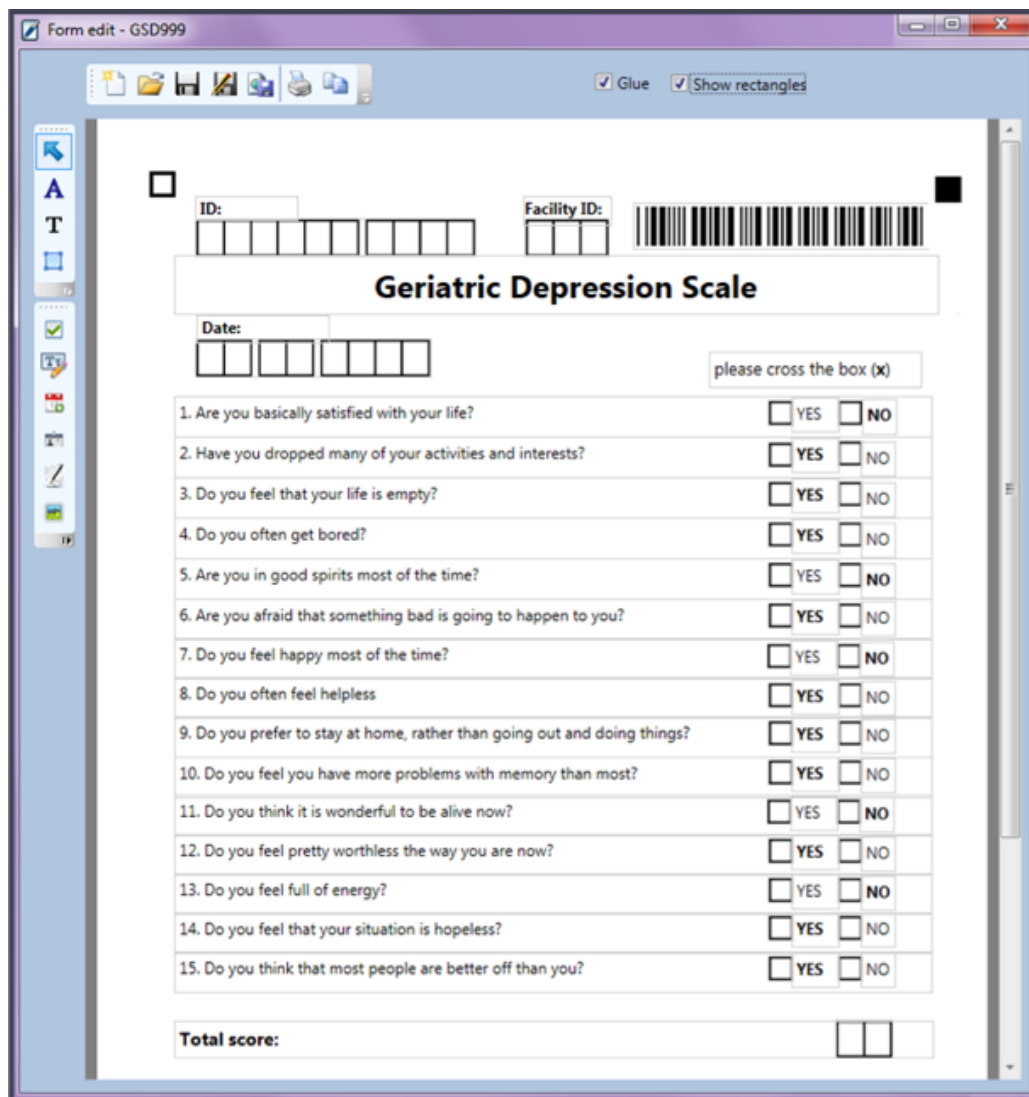 Form edit - GSD999
Glue Show rectangles
A
T
ID: Facility ID:
Geriatric Depression Scale
Date:
please cross the box (x)
1. Are you basically satisfied with your life? YES NO
2. Have you dropped many of your activities and interests? YES NO
3. Do you feel that your life is empty? YES NO
4. Do you often get bored? YES NO
5. Are you in good spirits most of the time? YES NO
6. Are you afraid that something bad is going to happen to you? YES NO
7. Do you feel happy most of the time? YES NO
8. Do you often feel helpless YES NO
9. Do you prefer to stay at home, rather than going out and doing things? YES NO
10. Do you feel you have more problems with memory than most? YES NO
11. Do you think it is wonderful to be alive now? YES NO
12. Do you feel pretty worthless the way you are now? YES NO
13. Do you feel full of energy? YES NO
14. Do you feel that your situation is hopeless? YES NO
15. Do you think that most people are better off than you? YES NO
Total score: